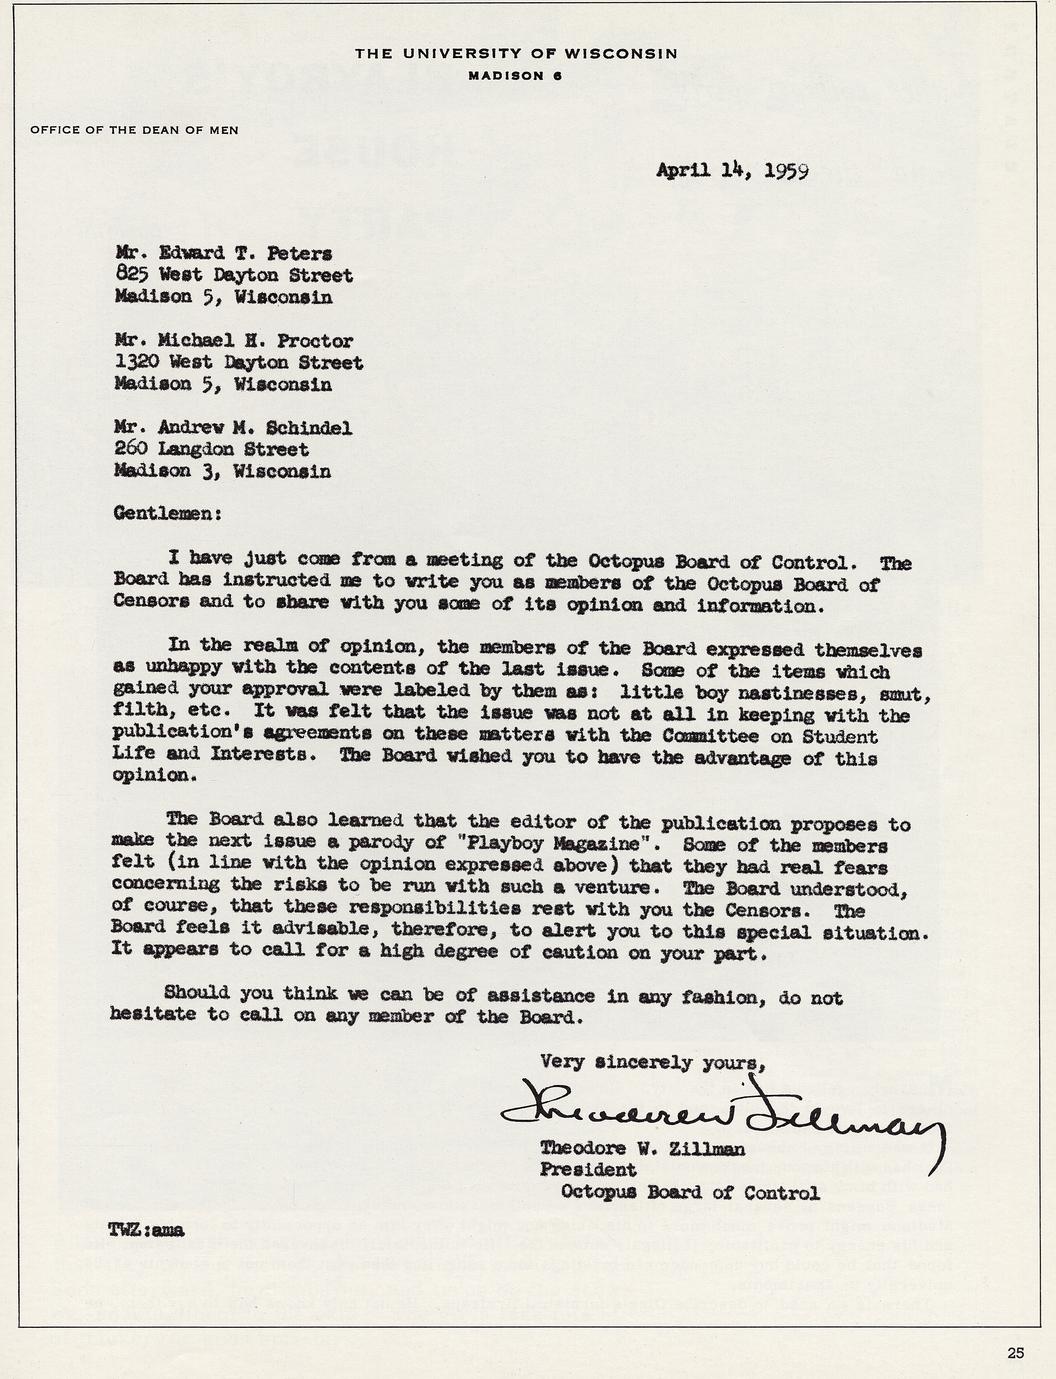 THE UNIVERSITY OF WISCONSIN
MADISON 6
OFFICE OF THE DEAN OF MEN
April 14, 1959
Mr. Edward T. Peters
825 West Dayton Street
Madison 5, Wisconsin
Mr. Michael H. Proctor
1320 West Dayton Street
Madison 5, Wisconsin
Mr. Andrew M. Schindel
260 Langdon Street
Madison 3, Wisconsin
Gentlemen:
I have just come from a meeting of the Octopus Board of Control. The
Board has instructed me to write you as members of the Octopus Board of
Censors and to share with you some of its opinion and information.
In the realm of opinion, the members of the Board expressed themselves
as unhappy with the contents of the last issue. Some of the items which
gained your approval were labeled by them as: little boy nastinesses, smut,
filth, etc. It was felt that the issue was not at all in keeping with the
publication's agreements on these matters with the Committee on Student
Life and Interests. The Board wished you to have the advantage of this
opinion.
The Board also learned that the editor of the publication proposes to
make the next issue a parody of "Playboy Magazine". Some of the members
felt (in line with the opinion expressed above) that they had real fears
concerning the risks to be run with such a venture. The Board understood,
of course, that these responsibilities rest with you the Censors. The
Board feels it advisable, therefore, to alert you to this special situation.
It appears to call for a high degree of caution on your part.
Should you think we can be of assistance in any fashion, do not
hesitate to call on any member of the Board.
Very sincerely yours,
Theodore W. Zillman
Theodore W. Zillman
President
Octopus Board of Control
TWZ:ama
25